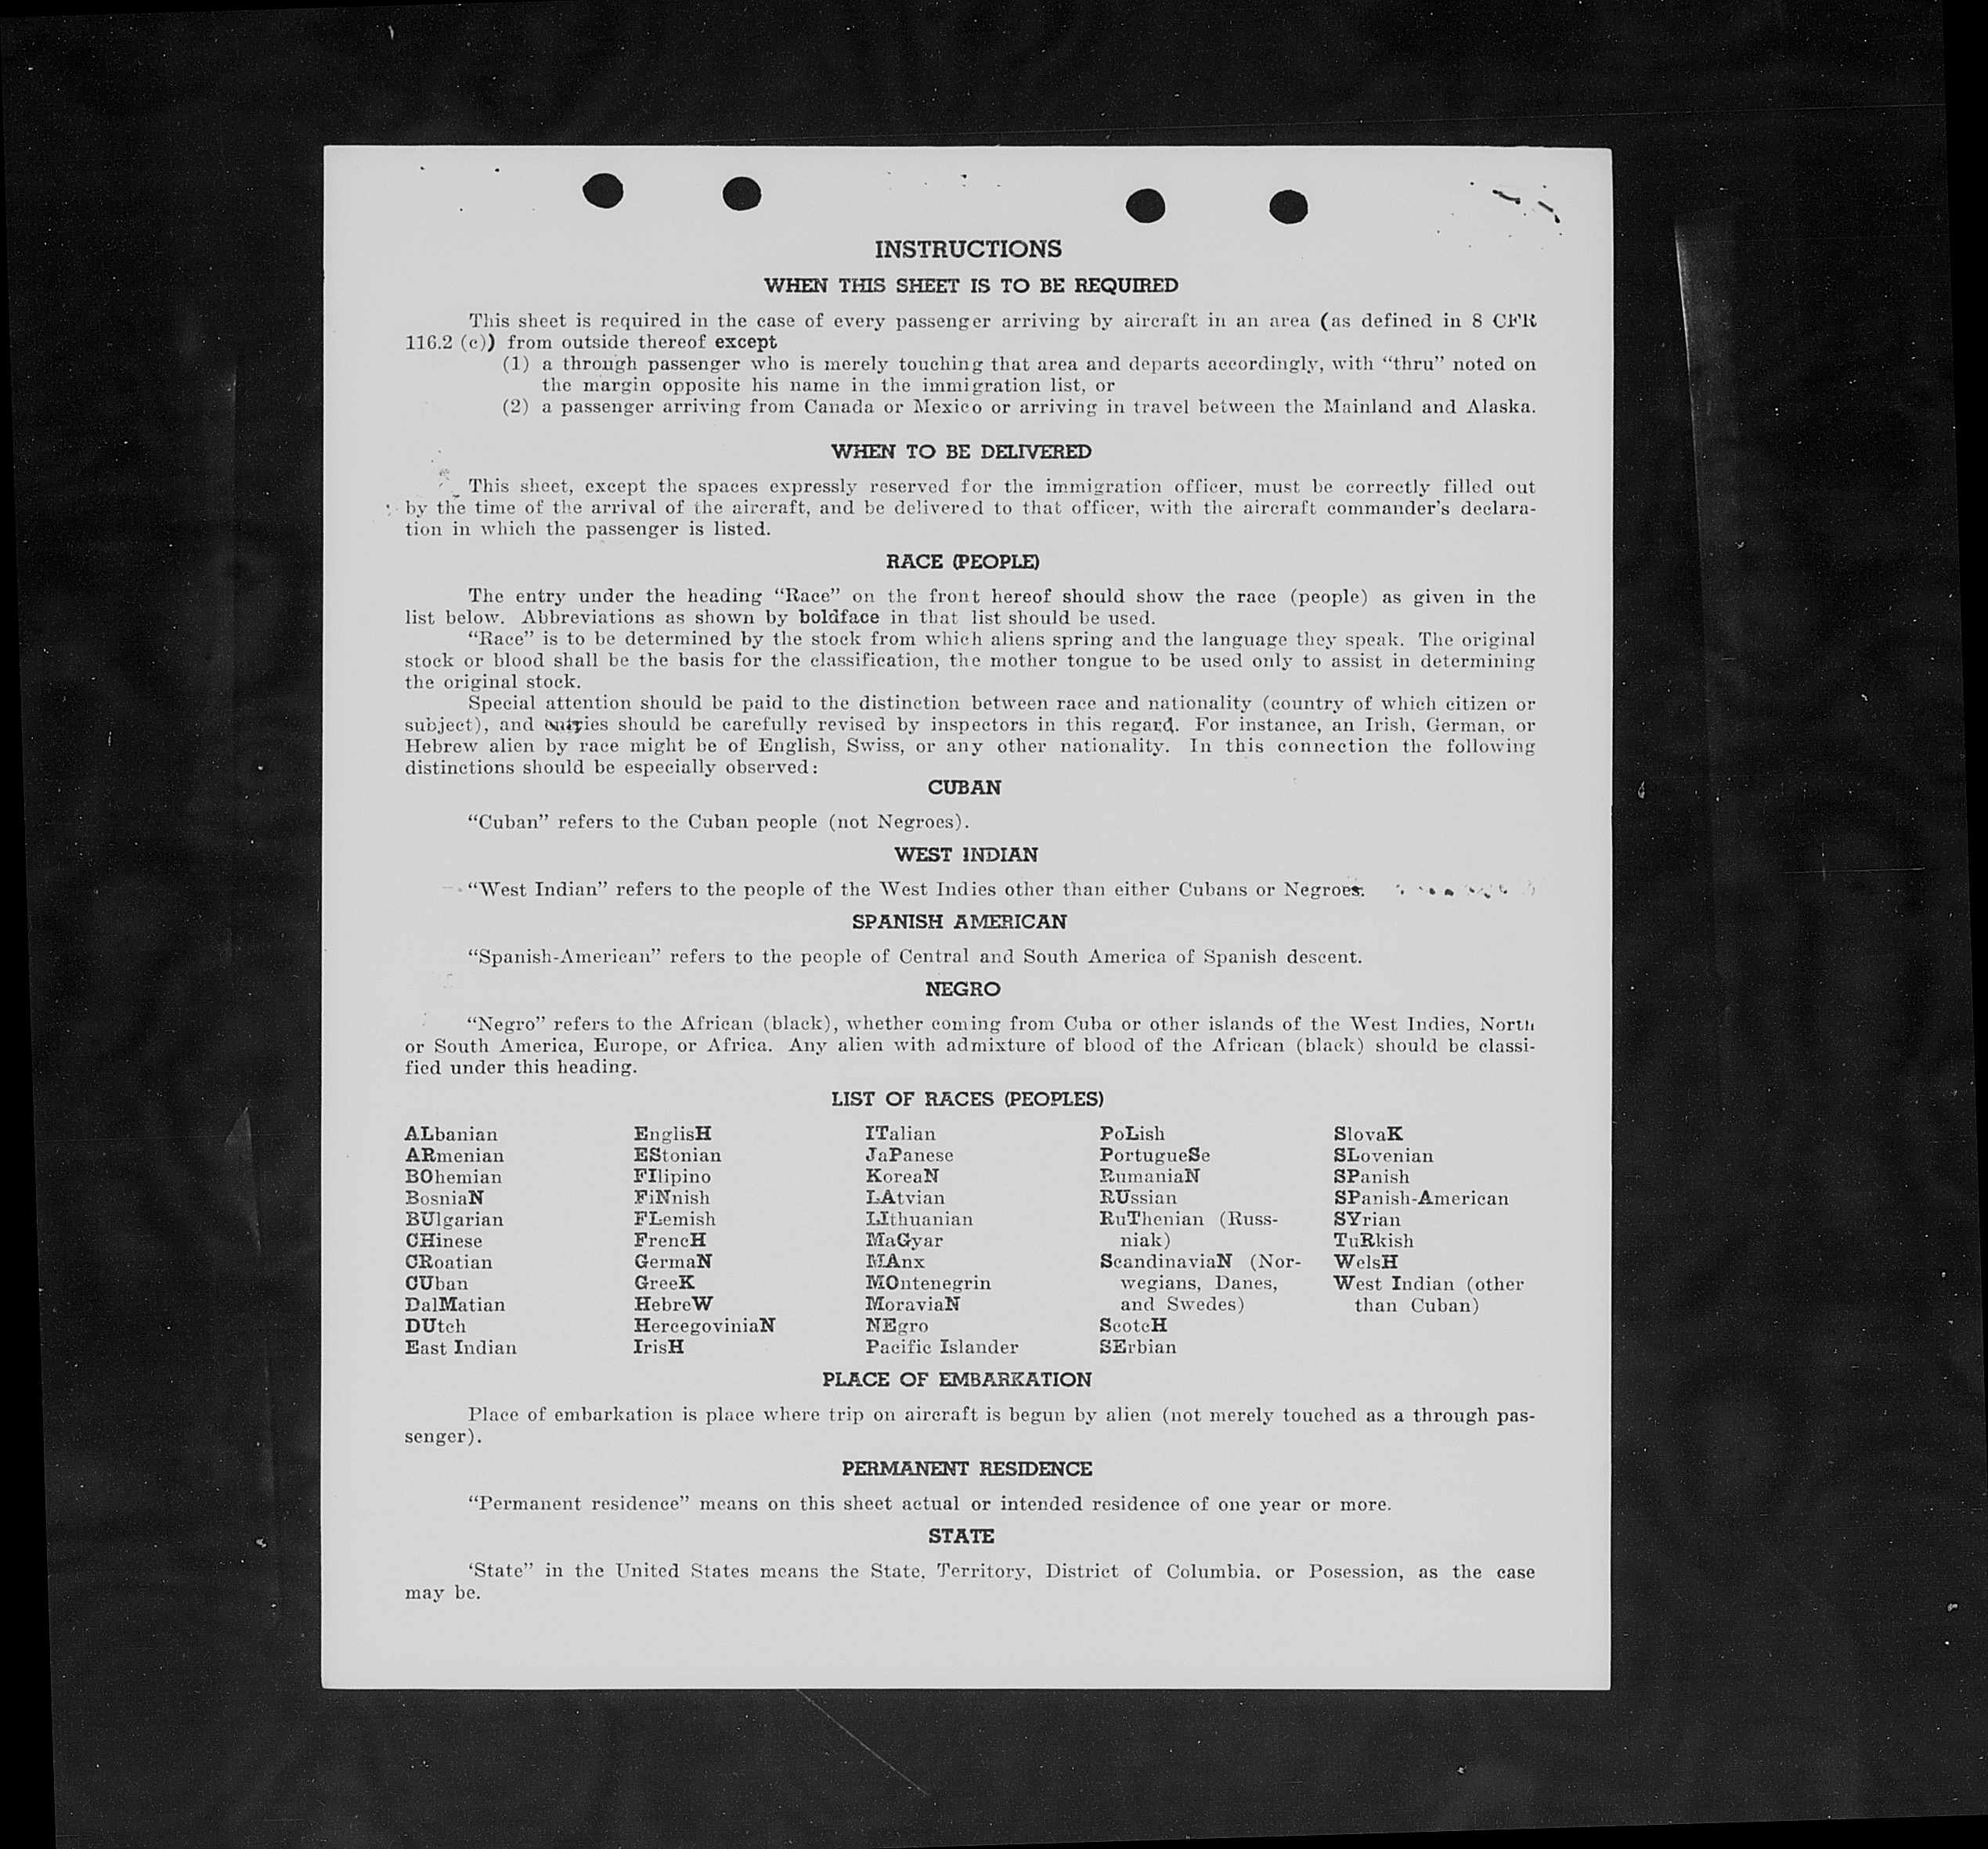 INSTRUCTIONS
WHEN THIS SHEET IS TO BE REQUIRED
This sheet is required in the case of every passenger arriving by aircraft in an area (as defined in 8 CFR
116.2 (c)) from outside thereof except
(1) a through passenger who is merely touching that area and departs accordingly, with “thru” noted on
the margin opposite his name in the immigration list, or
(2) a passenger arriving from Canada or Mexico or arriving in travel between the Mainland and Alaska.
WHEN TO BE DELIVERED
This sheet, except the spaces expressly reserved for the immigration officer, must be correctly filled out
by the time of the arrival of the aircraft, and be delivered to that officer, with the aircraft commander's declara-
tion in which the passenger is listed.
RACE (PEOPLE)
The entry under the heading “Race” on the front hereof should show the race (people) as given in the
list below. Abbreviations as shown by boldface in that list should be used.
“Race” is to be determined by the stock from which aliens spring and the language they speak. The original
stock or blood shall be the basis for the classification, the mother tongue to be used only to assist in determining
the original stock.
Special attention should be paid to the distinction between race and nationality (country of which citizen or
subject), and entries should be carefully revised by inspectors in this regard. For instance, an Irish, German, or
Hebrew alien by race might be of English, Swiss, or any other nationality. In this connection the following
distinctions should be especially observed:
CUBAN
“Cuban” refers to the Cuban people (not Negroes).
WEST INDIAN
“West Indian” refers to the people of the West Indies other than either Cubans or Negroes.
SPANISH AMERICAN
“Spanish-American” refers to the people of Central and South America of Spanish descent.
NEGRO
“Negro” refers to the African (black), whether coming from Cuba or other islands of the West Indies, North
or South America, Europe, or Africa. Any alien with admixture of blood of the African (black) should be classi-
fied under this heading.
LIST OF RACES (PEOPLES)
ALbanian
ARmenian
BOhemian
BosniaN
BUlgarian
CHinese
CRoatian
CUban
DalMatian
DUtch
East Indian
EnglisH
EStonian
FIlipino
FiNnish
FLemish
FrencH
GermaN
GreeK
HebreW
HercegoviniaN
IrisH
ITalian
JaPanese
KoreaN
LAtvian
LIthuanian
MaGyar
MAnx
MOntenegrin
MoraviaN
NEgro
Pacific Islander
PoLish
PortugueSe
RumaniaN
RUssian
RuThenian (Russ-
niak)
ScandinaviaN (Nor-
wegians, Danes,
and Swedes)
ScotcH
SErbian
SlovaK
SLovenian
SPanish
SPanish-American
SYrian
TuRkish
WelsH
West Indian (other
than Cuban)
PLACE OF EMBARKATION
Place of embarkation is place where trip on aircraft is begun by alien (not merely touched as a through pas-
senger).
PERMANENT RESIDENCE
“Permanent residence” means on this sheet actual or intended residence of one year or more.
STATE
‘State” in the United States means the State, Territory, District of Columbia. or Posession, as the case
may be.